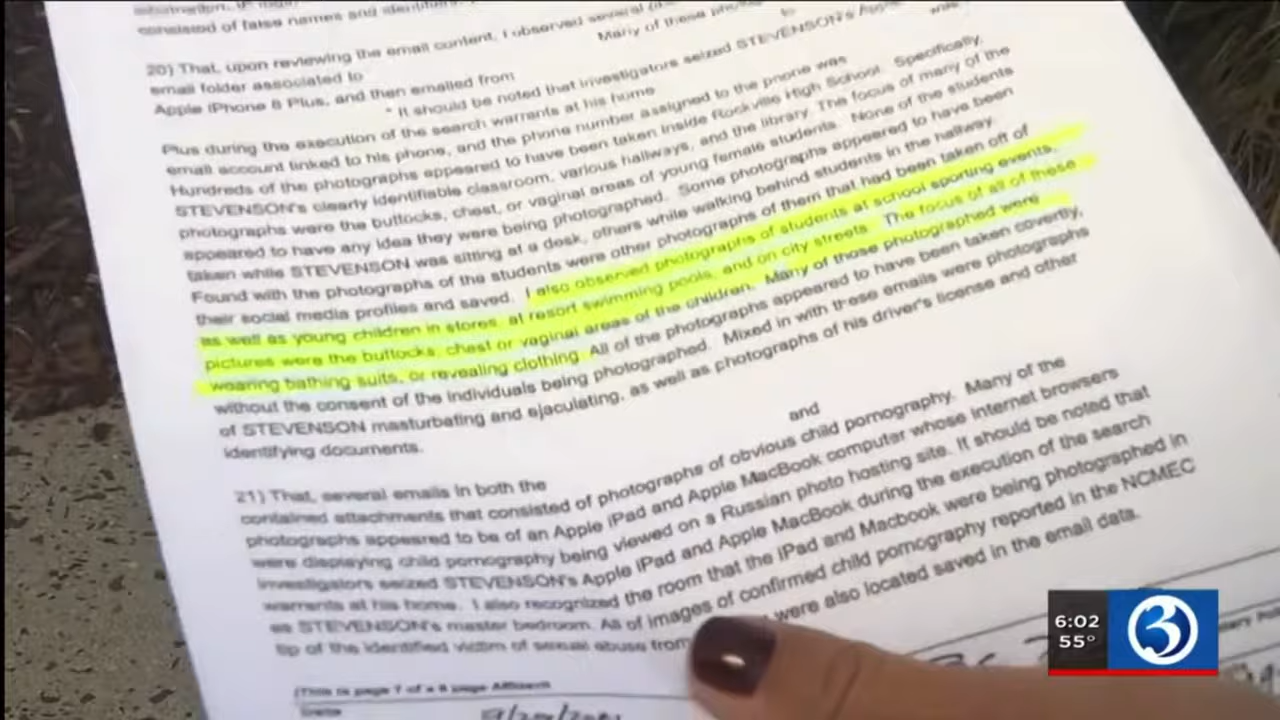 consisted of false names and
20) That, upon reviewing the email content, I observed several
Many of these
email folder associated to
Apple iPhone 8 Plus, and then emailed from
* It should be noted that investigators seized STEVENSON's Apple
Plus during the execution of the search warrants at his home
email account linked to his phone, and the phone number assigned to the phone was
Hundreds of the photographs appeared to have been taken inside Rockville High School. Specifically,
STEVENSON's clearly identifiable classroom, various hallways, and the library. The focus of many of the
photographs were the buttocks, chest, or vaginal areas of young female students. None of the students
appeared to have any idea they were being photographed. Some photographs appeared to have been
taken while STEVENSON was sitting at a desk, others while walking behind students in the hallway.
Found with the photographs of the students were other photographs of them that had been taken off of
their social media profiles and saved. I also observed photographs of students at school sporting events,
as well as young children in stores, at resort swimming pools, and on city streets. The focus of all of these
pictures were the buttocks, chest or vaginal areas of the children. Many of those photographed were
wearing bathing suits, or revealing clothing. All of the photographs appeared to have been taken covertly,
without the consent of the individuals being photographed. Mixed in with these emails were photographs
of STEVENSON masturbating and ejaculating, as well as photographs of his driver's license and other
identifying documents.
21) That, several emails in both the
and
contained attachments that consisted of photographs of obvious child pornography. Many of the
photographs appeared to be of an Apple iPad and Apple MacBook computer whose internet browsers
were displaying child pornography being viewed on a Russian photo hosting site. It should be noted that
investigators seized STEVENSON's Apple iPad and Apple MacBook during the execution of the search
warrants at his home. I also recognized the room that the iPad and Macbook were being photographed in
as STEVENSON's master bedroom. All of images of confirmed child pornography reported in the NCMEC
tip of the identified victim of sexual abuse from were also located saved in the email data.
(This is page 7 of a 8 page Affidavit
Date
6:02
55°
3